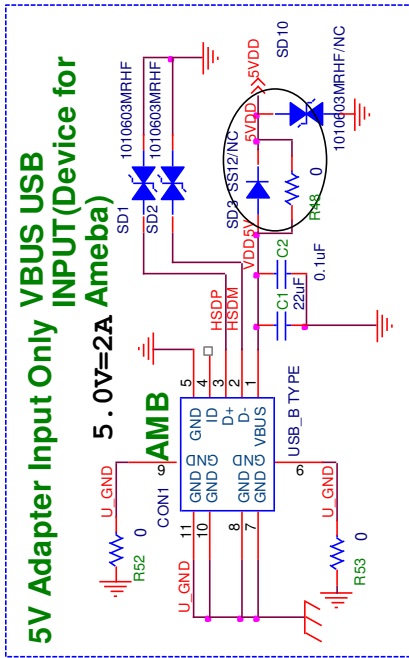 5V Adapter Input Only
VBUS USB
INPUT(Device for
Ameba)
5.0V=2A
AMB
SD1
1010603MRHF
SD2
1010603MRHF
SD10
1010603MRHF/NC
5VDD
5VDD
SD3
SS12/NC
R48
0
VDD5V
C2
0.1uF
C1
22uF
HSDP
HSDM
5
GND
4
ID
3
D+
2
D-
1
VBUS
USB_B TYPE
CON1
9
GND
GND
6
11
GND
10
GND
8
GND
7
GND
U_GND
R52
0
U_GND
U_GND
R53
0